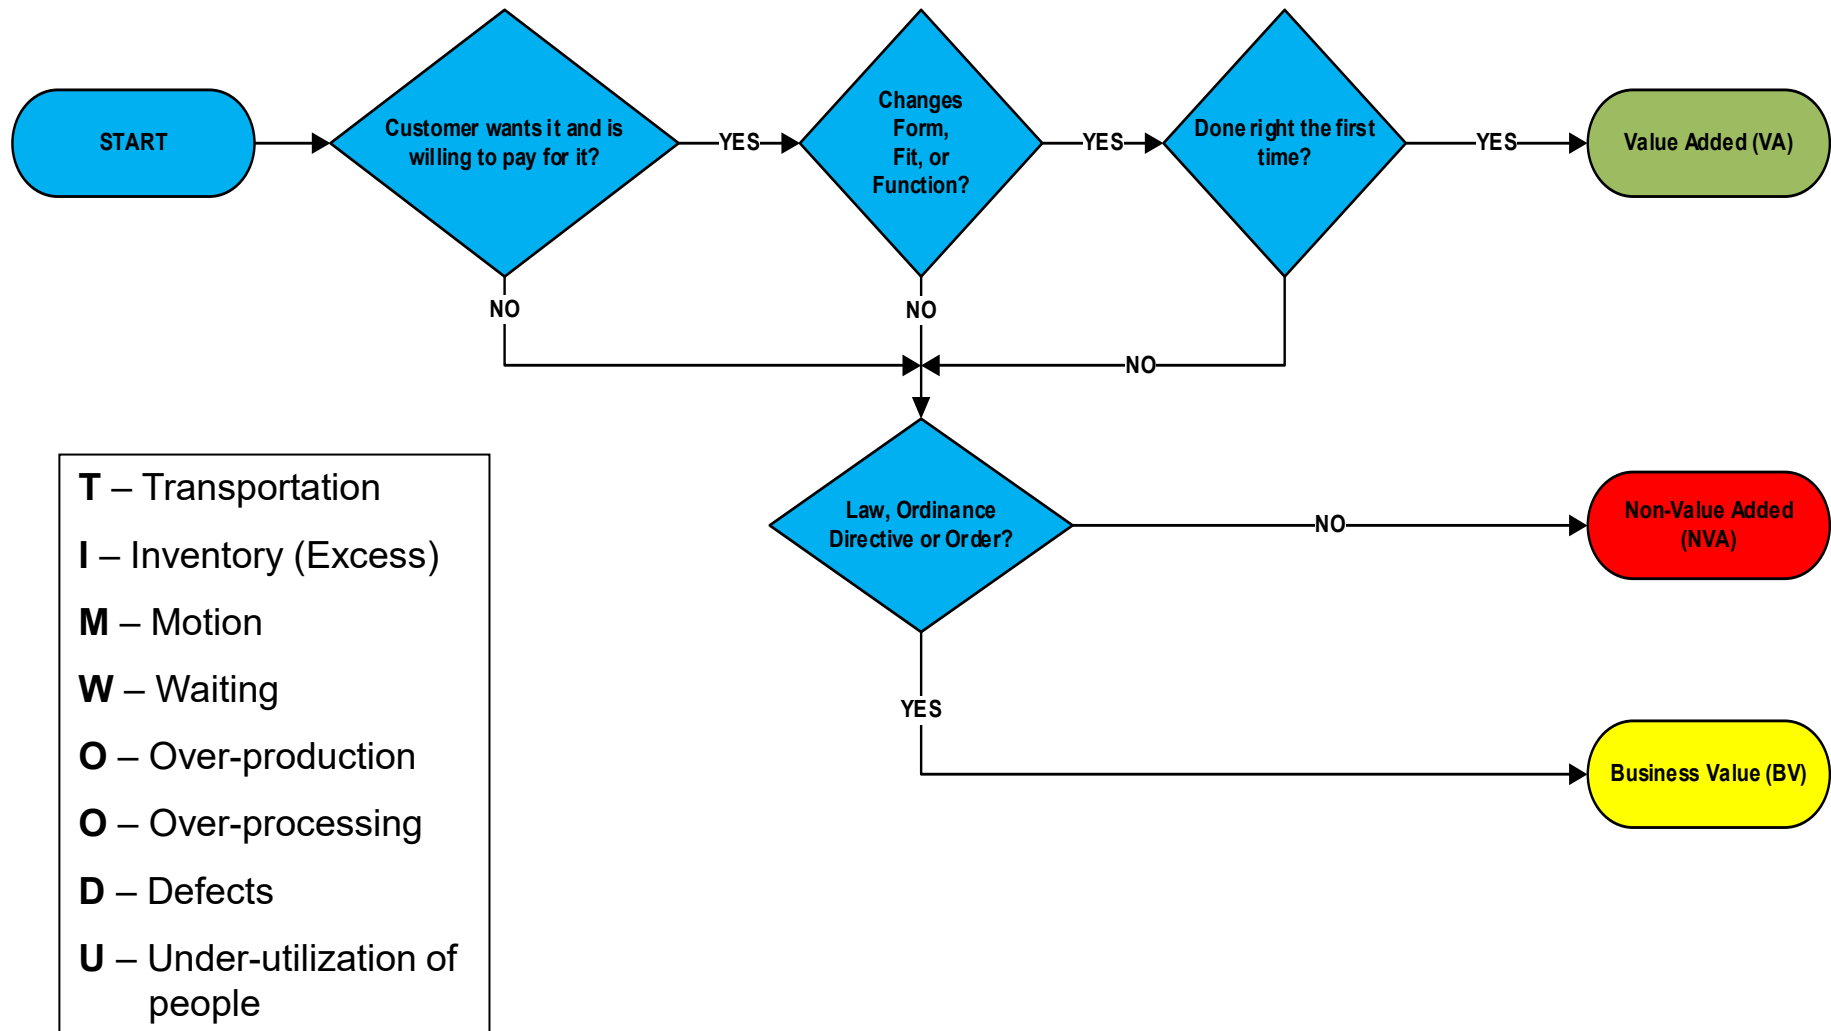 START
Customer wants it and is
willing to pay for it?
YES
Changes
Form,
Fit, or
Function?
YES
Done right the first
time?
YES
Value Added (VA)
NO
NO
NO
Law, Ordinance
Directive or Order?
NO
Non-Value Added
(NVA)
YES
Business Value (BV)
T – Transportation
I – Inventory (Excess)
M – Motion
W – Waiting
O – Over-production
O – Over-processing
D – Defects
U – Under-utilization of
people